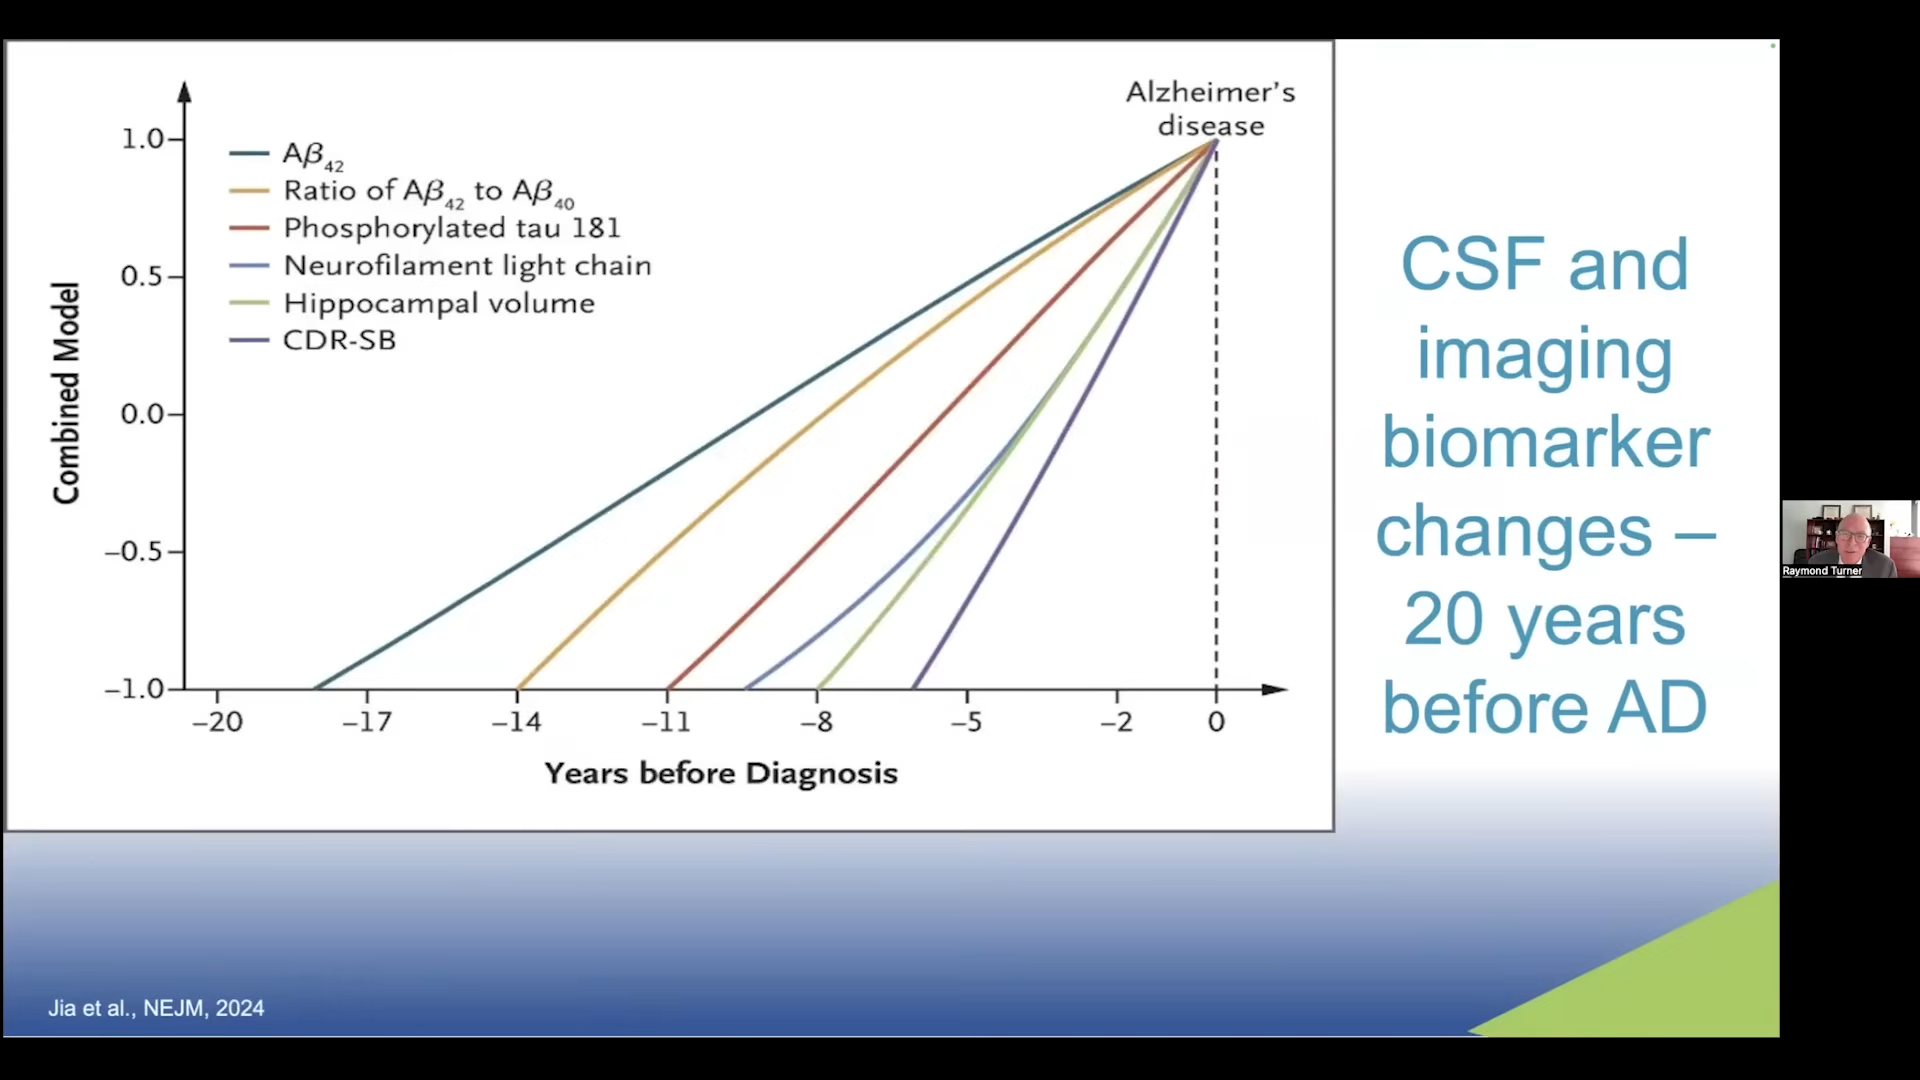 Alzheimer's
disease
1.0
0.5
0.0
−0.5
−1.0
Combined Model
Aβ42
Ratio of Aβ42 to Aβ40
Phosphorylated tau 181
Neurofilament light chain
Hippocampal volume
CDR-SB
−20 −17 −14 −11 −8 −5 −2 0
Years before Diagnosis
CSF and
imaging
biomarker
changes –
20 years
before AD
Raymond Turner
Jia et al., NEJM, 2024